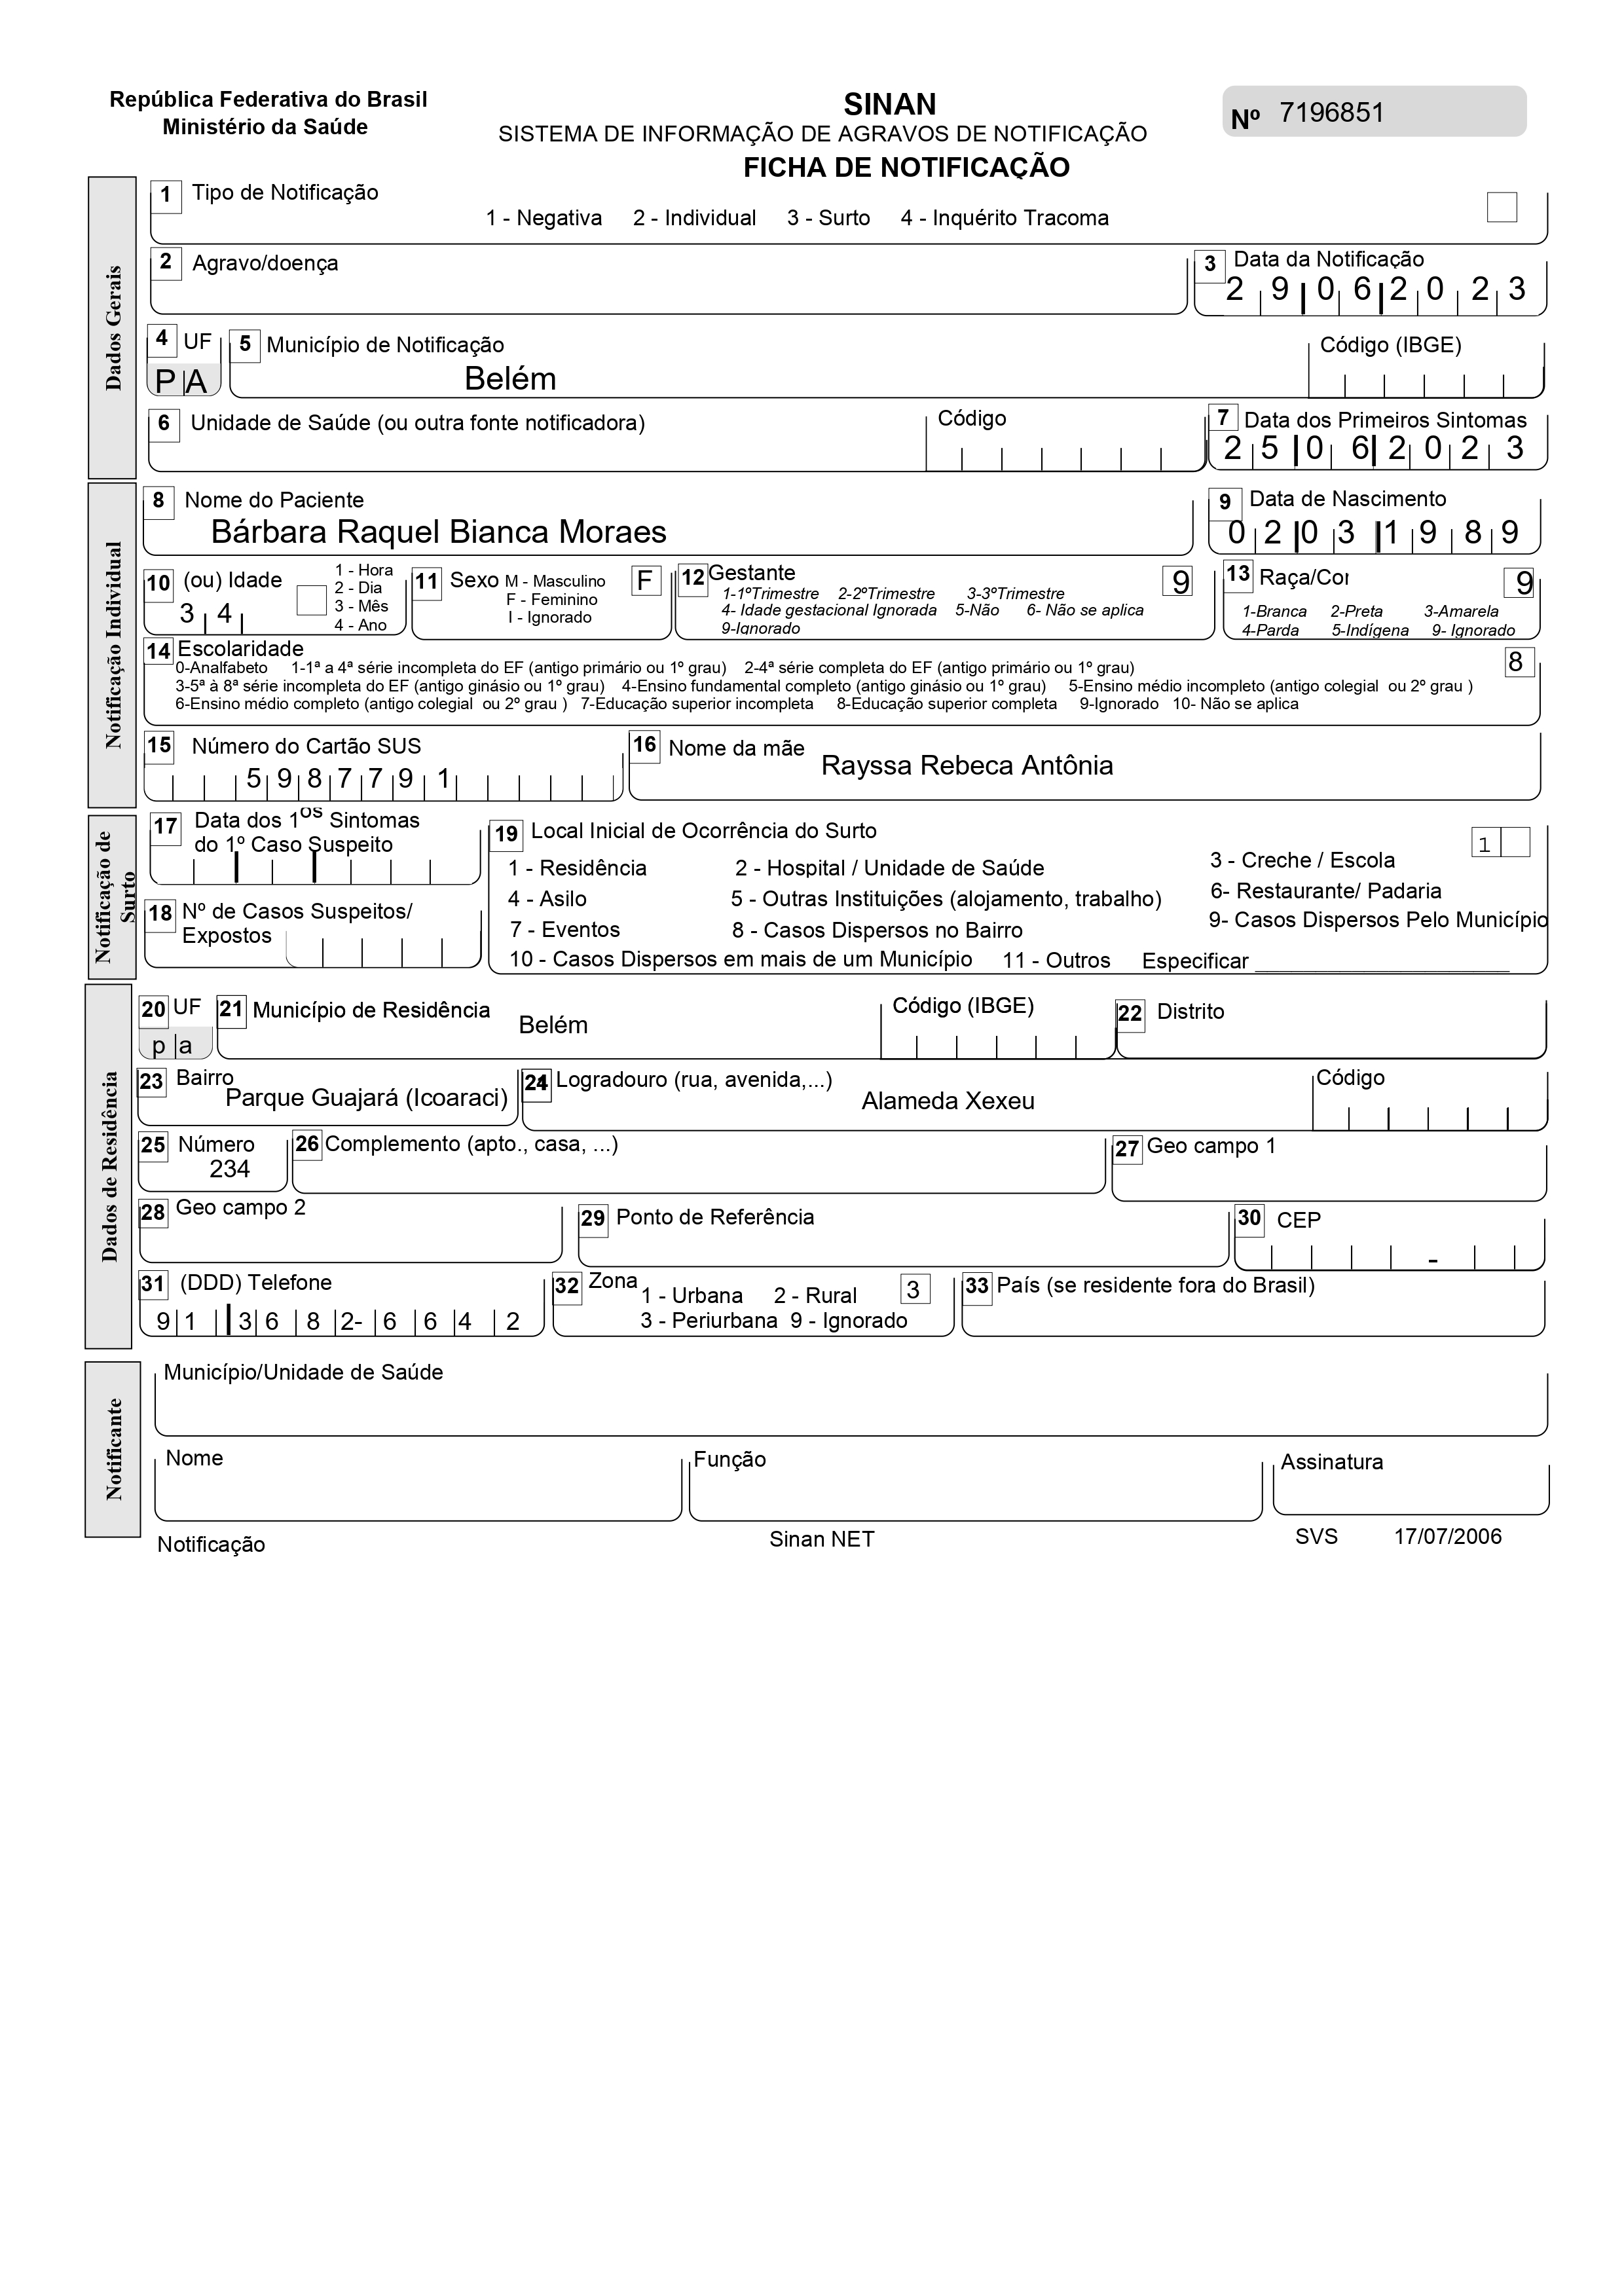 República Federativa do Brasil
Ministério da Saúde
SINAN
SISTEMA DE INFORMAÇÃO DE AGRAVOS DE NOTIFICAÇÃO
FICHA DE NOTIFICAÇÃO
Nº 7196851
Dados Gerais
1 Tipo de Notificação
1 - Negativa 2 - Individual 3 - Surto 4 - Inquérito Tracoma
2 Agravo/doença
3 Data da Notificação
2 9 0 6 2 0 2 3
4 UF
P A
5 Município de Notificação
Belém
Código (IBGE)
6 Unidade de Saúde (ou outra fonte notificadora)
Código
7 Data dos Primeiros Sintomas
2 5 0 6 2 0 2 3
Notificação Individual
8 Nome do Paciente
Bárbara Raquel Bianca Moraes
9 Data de Nascimento
0 2 0 3 1 9 8 9
10 (ou) Idade
3 4
1 - Hora
2 - Dia
3 - Mês
4 - Ano
11 Sexo M - Masculino
F - Feminino
I - Ignorado
F
12 Gestante
1-1ºTrimestre 2-2ºTrimestre 3-3ºTrimestre
4- Idade gestacional Ignorada 5-Não 6- Não se aplica
9-Ignorado
9
13 Raça/Cor
1-Branca 2-Preta 3-Amarela
4-Parda 5-Indígena 9- Ignorado
9
14 Escolaridade
0-Analfabeto 1-1ª a 4ª série incompleta do EF (antigo primário ou 1º grau) 2-4ª série completa do EF (antigo primário ou 1º grau)
3-5ª à 8ª série incompleta do EF (antigo ginásio ou 1º grau) 4-Ensino fundamental completo (antigo ginásio ou 1º grau) 5-Ensino médio incompleto (antigo colegial ou 2º grau )
6-Ensino médio completo (antigo colegial ou 2º grau ) 7-Educação superior incompleta 8-Educação superior completa 9-Ignorado 10- Não se aplica
8
15 Número do Cartão SUS
5 9 8 7 7 9 1
16 Nome da mãe
Rayssa Rebeca Antônia
Notificação de
Surto
17 Data dos 1os Sintomas
do 1º Caso Suspeito
18 Nº de Casos Suspeitos/
Expostos
19 Local Inicial de Ocorrência do Surto
1
1 - Residência 2 - Hospital / Unidade de Saúde 3 - Creche / Escola
4 - Asilo 5 - Outras Instituições (alojamento, trabalho) 6- Restaurante/ Padaria
7 - Eventos 8 - Casos Dispersos no Bairro 9- Casos Dispersos Pelo Município
10 - Casos Dispersos em mais de um Município 11 - Outros Especificar
Dados de Residência
20 UF
p a
21 Município de Residência
Belém
Código (IBGE)
22 Distrito
23 Bairro
Parque Guajará (Icoaraci)
24 Logradouro (rua, avenida,...)
Alameda Xexeu
Código
25 Número
234
26 Complemento (apto., casa, ...)
27 Geo campo 1
28 Geo campo 2
29 Ponto de Referência
30 CEP
-
31 (DDD) Telefone
9 1 3 6 8 2- 6 6 4 2
32 Zona
1 - Urbana 2 - Rural
3 - Periurbana 9 - Ignorado
3
33 País (se residente fora do Brasil)
Notificante
Município/Unidade de Saúde
Nome
Função
Assinatura
Notificação
Sinan NET
SVS 17/07/2006